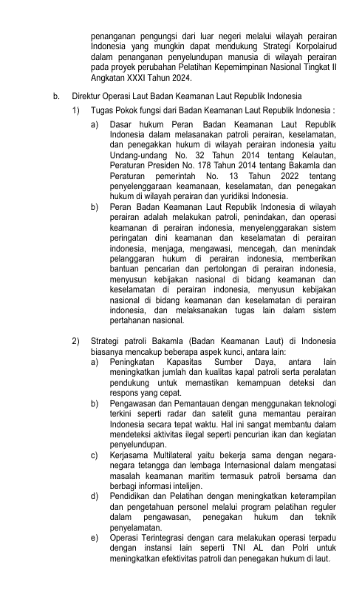 penanganan pengungsi dari luar negeri melalui wilayah perairan
Indonesia yang mungkin dapat mendukung Strategi Korpolairud
dalam penanganan penyelundupan manusia di wilayah perairan
pada proyek perubahan Pelatihan Kepemimpinan Nasional Tingkat II
Angkatan XXXI Tahun 2024.
b. Direktur Operasi Laut Badan Keamanan Laut Republik Indonesia
1) Tugas Pokok fungsi dari Badan Keamanan Laut Republik Indonesia :
a) Dasar hukum Peran Badan Keamanan Laut Republik
Indonesia dalam melasanakan patroli perairan, keselamatan,
dan penegakkan hukum di wilayah perairan indonesia yaitu
Undang-undang No. 32 Tahun 2014 tentang Kelautan,
Peraturan Presiden No. 178 Tahun 2014 tentang Bakamla dan
Peraturan pemerintah No. 13 Tahun 2022 tentang
penyelenggaraan keamanaan, keselamatan, dan penegakan
hukum di wilayah perairan dan yuridiksi Indonesia.
b) Peran Badan Keamanan Laut Republik Indonesia di wilayah
perairan adalah melakukan patroli, penindakan, dan operasi
keamanan di perairan indonesia, menyelenggarakan sistem
peringatan dini keamanan dan keselamatan di perairan
indonesia, menjaga, mengawasi, mencegah, dan menindak
pelanggaran hukum di perairan indonesia, memberikan
bantuan pencarian dan pertolongan di perairan indonesia,
menyusun kebijakan nasional di bidang keamanan dan
keselamatan di perairan indonesia, menyusun kebijakan
nasional di bidang keamanan dan keselamatan di perairan
indonesia, dan melaksanakan tugas lain dalam sistem
pertahanan nasional.
2) Strategi patroli Bakamla (Badan Keamanan Laut) di Indonesia
biasanya mencakup beberapa aspek kunci, antara lain:
a) Peningkatan Kapasitas Sumber Daya, antara lain
meningkatkan jumlah dan kualitas kapal patroli serta peralatan
pendukung untuk memastikan kemampuan deteksi dan
respons yang cepat.
b) Pengawasan dan Pemantauan dengan menggunakan teknologi
terkini seperti radar dan satelit guna memantau perairan
Indonesia secara tepat waktu. Hal ini sangat membantu dalam
mendeteksi aktivitas ilegal seperti pencurian ikan dan kegiatan
penyelundupan.
c) Kerjasama Multilateral yaitu bekerja sama dengan negara-
negara tetangga dan lembaga Internasional dalam mengatasi
masalah keamanan maritim termasuk patroli bersama dan
berbagi informasi intelijen.
d) Pendidikan dan Pelatihan dengan meningkatkan keterampilan
dan pengetahuan personel melalui program pelatihan reguler
dalam pengawasan, penegakan hukum dan teknik
penyelamatan.
e) Operasi Terintegrasi dengan cara melakukan operasi terpadu
dengan instansi lain seperti TNI AL dan Polri untuk
meningkatkan efektivitas patroli dan penegakan hukum di laut.